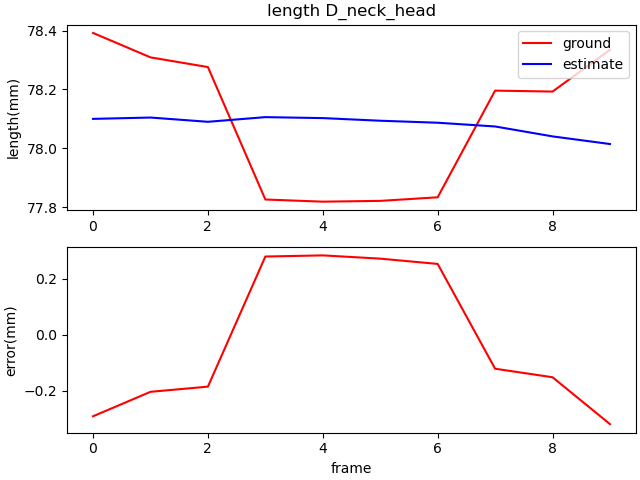 length D_neck_head
78.4
78.2
78.0
77.8
length(mm)
ground
estimate
0 2 4 6 8
0.2
0.0
−0.2
error(mm)
0 2 4 6 8
frame